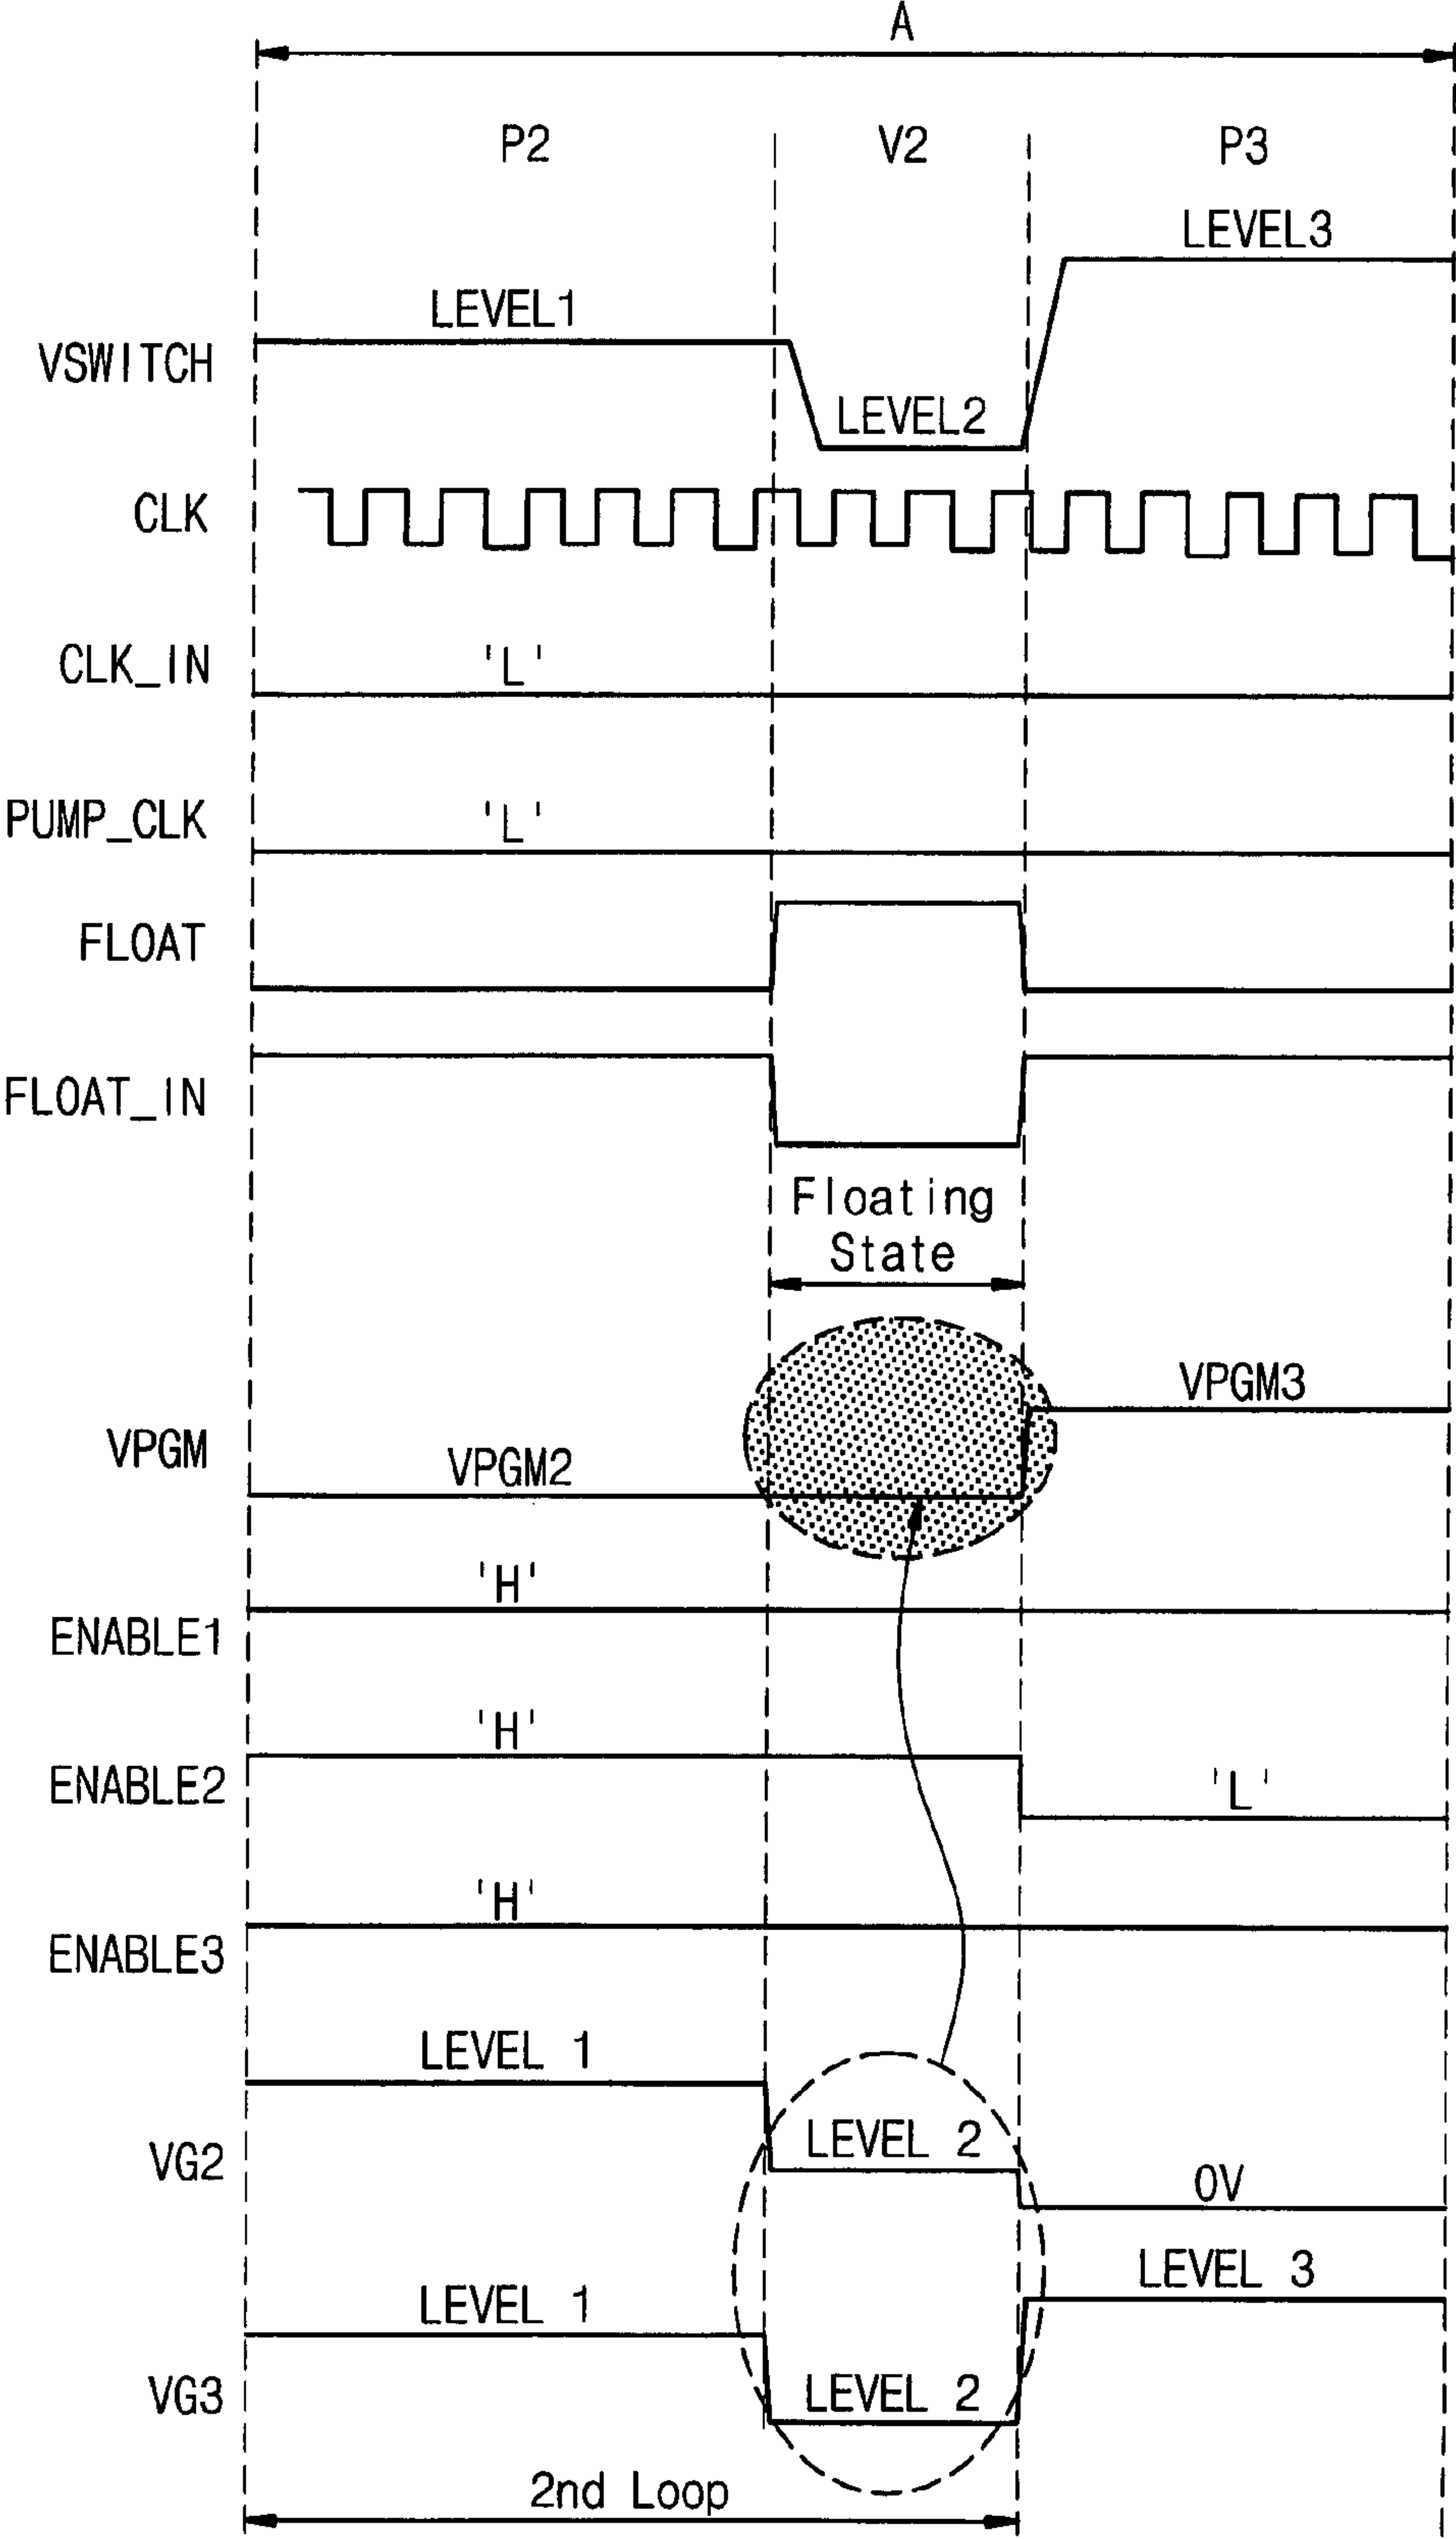 A
P2 V2 P3
LEVEL3
LEVEL1
VSWITCH
LEVEL2
CLK
CLK_IN 'L'
PUMP_CLK 'L'
FLOAT
FLOAT_IN
Floating
State
VPGM3
VPGM VPGM2
'H'
ENABLE1
'H'
ENABLE2 'L'
'H'
ENABLE3
LEVEL 1
LEVEL 2
VG2 0V
LEVEL 3
LEVEL 1
VG3 LEVEL 2
2nd Loop